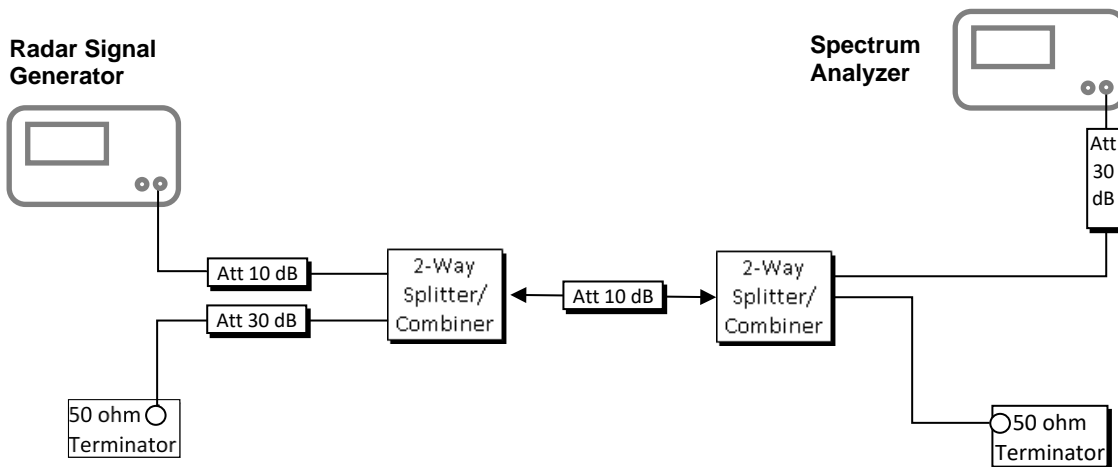 Radar Signal
Generator
Spectrum
Analyzer
Att
30
dB
Att 10 dB
2-Way
Splitter/
Combiner
Att 10 dB
2-Way
Splitter/
Combiner
Att 30 dB
50 ohm
Terminator
50 ohm
Terminator